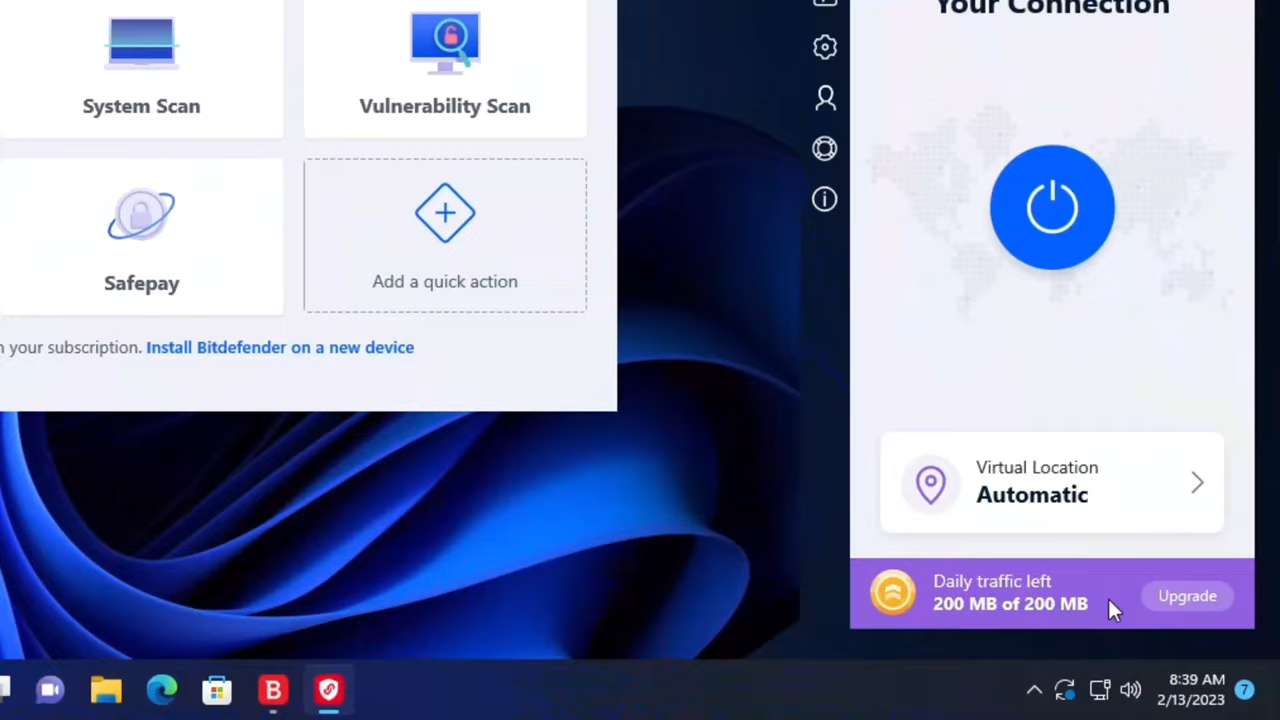 Your Connection
System Scan
Vulnerability Scan
Safepay
Add a quick action
n your subscription. Install Bitdefender on a new device
Virtual Location
Automatic
Daily traffic left
200 MB of 200 MB
Upgrade
B
8:39 AM
2/13/2023
7